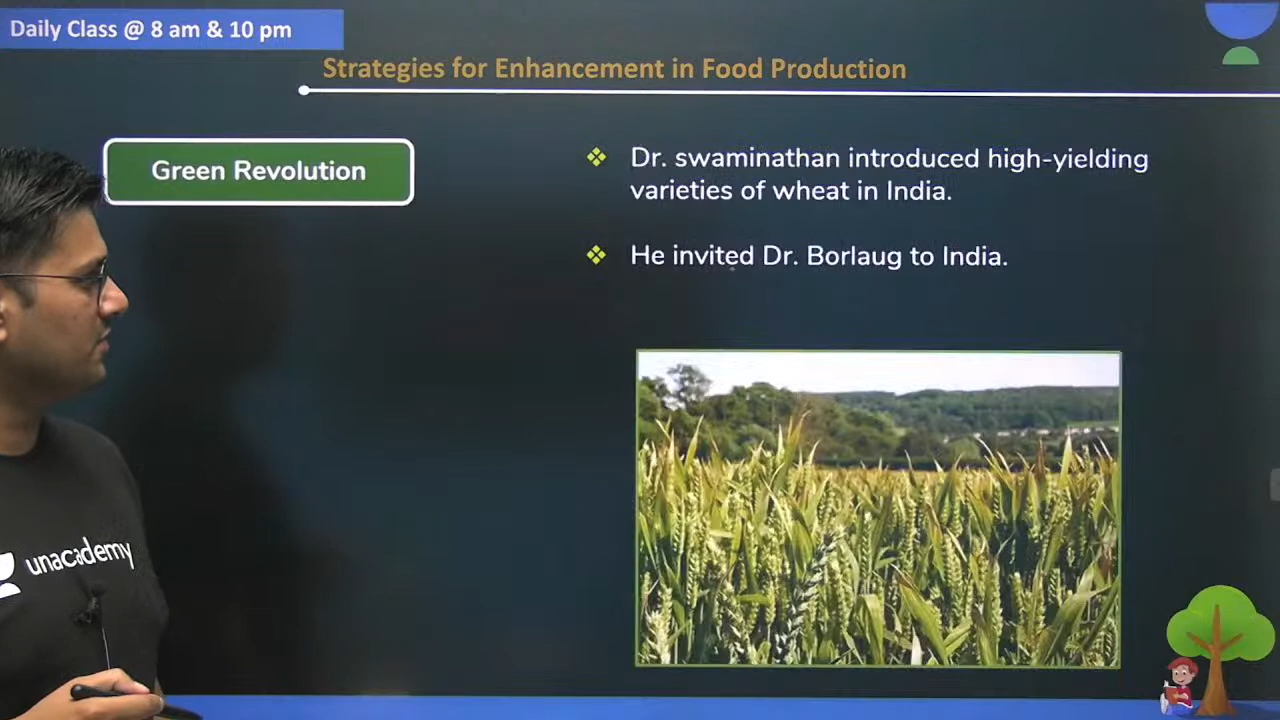 Daily Class @ 8 am & 10 pm
Strategies for Enhancement in Food Production
Green Revolution
Dr. swaminathan introduced high-yielding
varieties of wheat in India.
He invited Dr. Borlaug to India.
unacademy